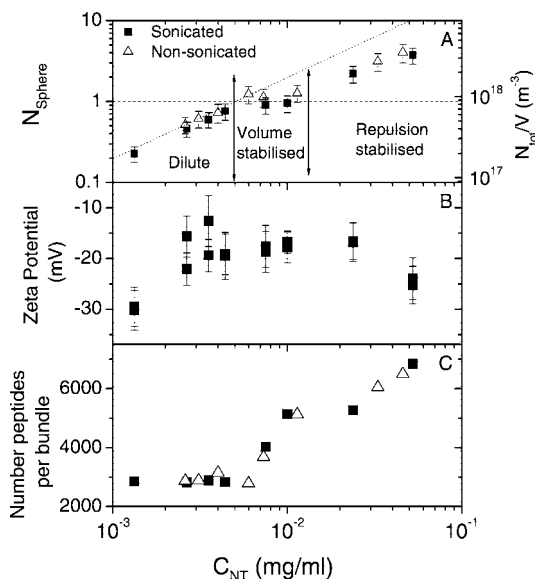 Sonicated
Non-sonicated
A
10
1
0.1
N_Sphere
10^18
10^17
N_tot/V (m^-3)
Dilute
Volume
stabilised
Repulsion
stabilised
B
-10
-20
-30
Zeta Potential
(mV)
C
6000
4000
2000
Number peptides
per bundle
10^-3
10^-2
10^-1
C_NT (mg/ml)